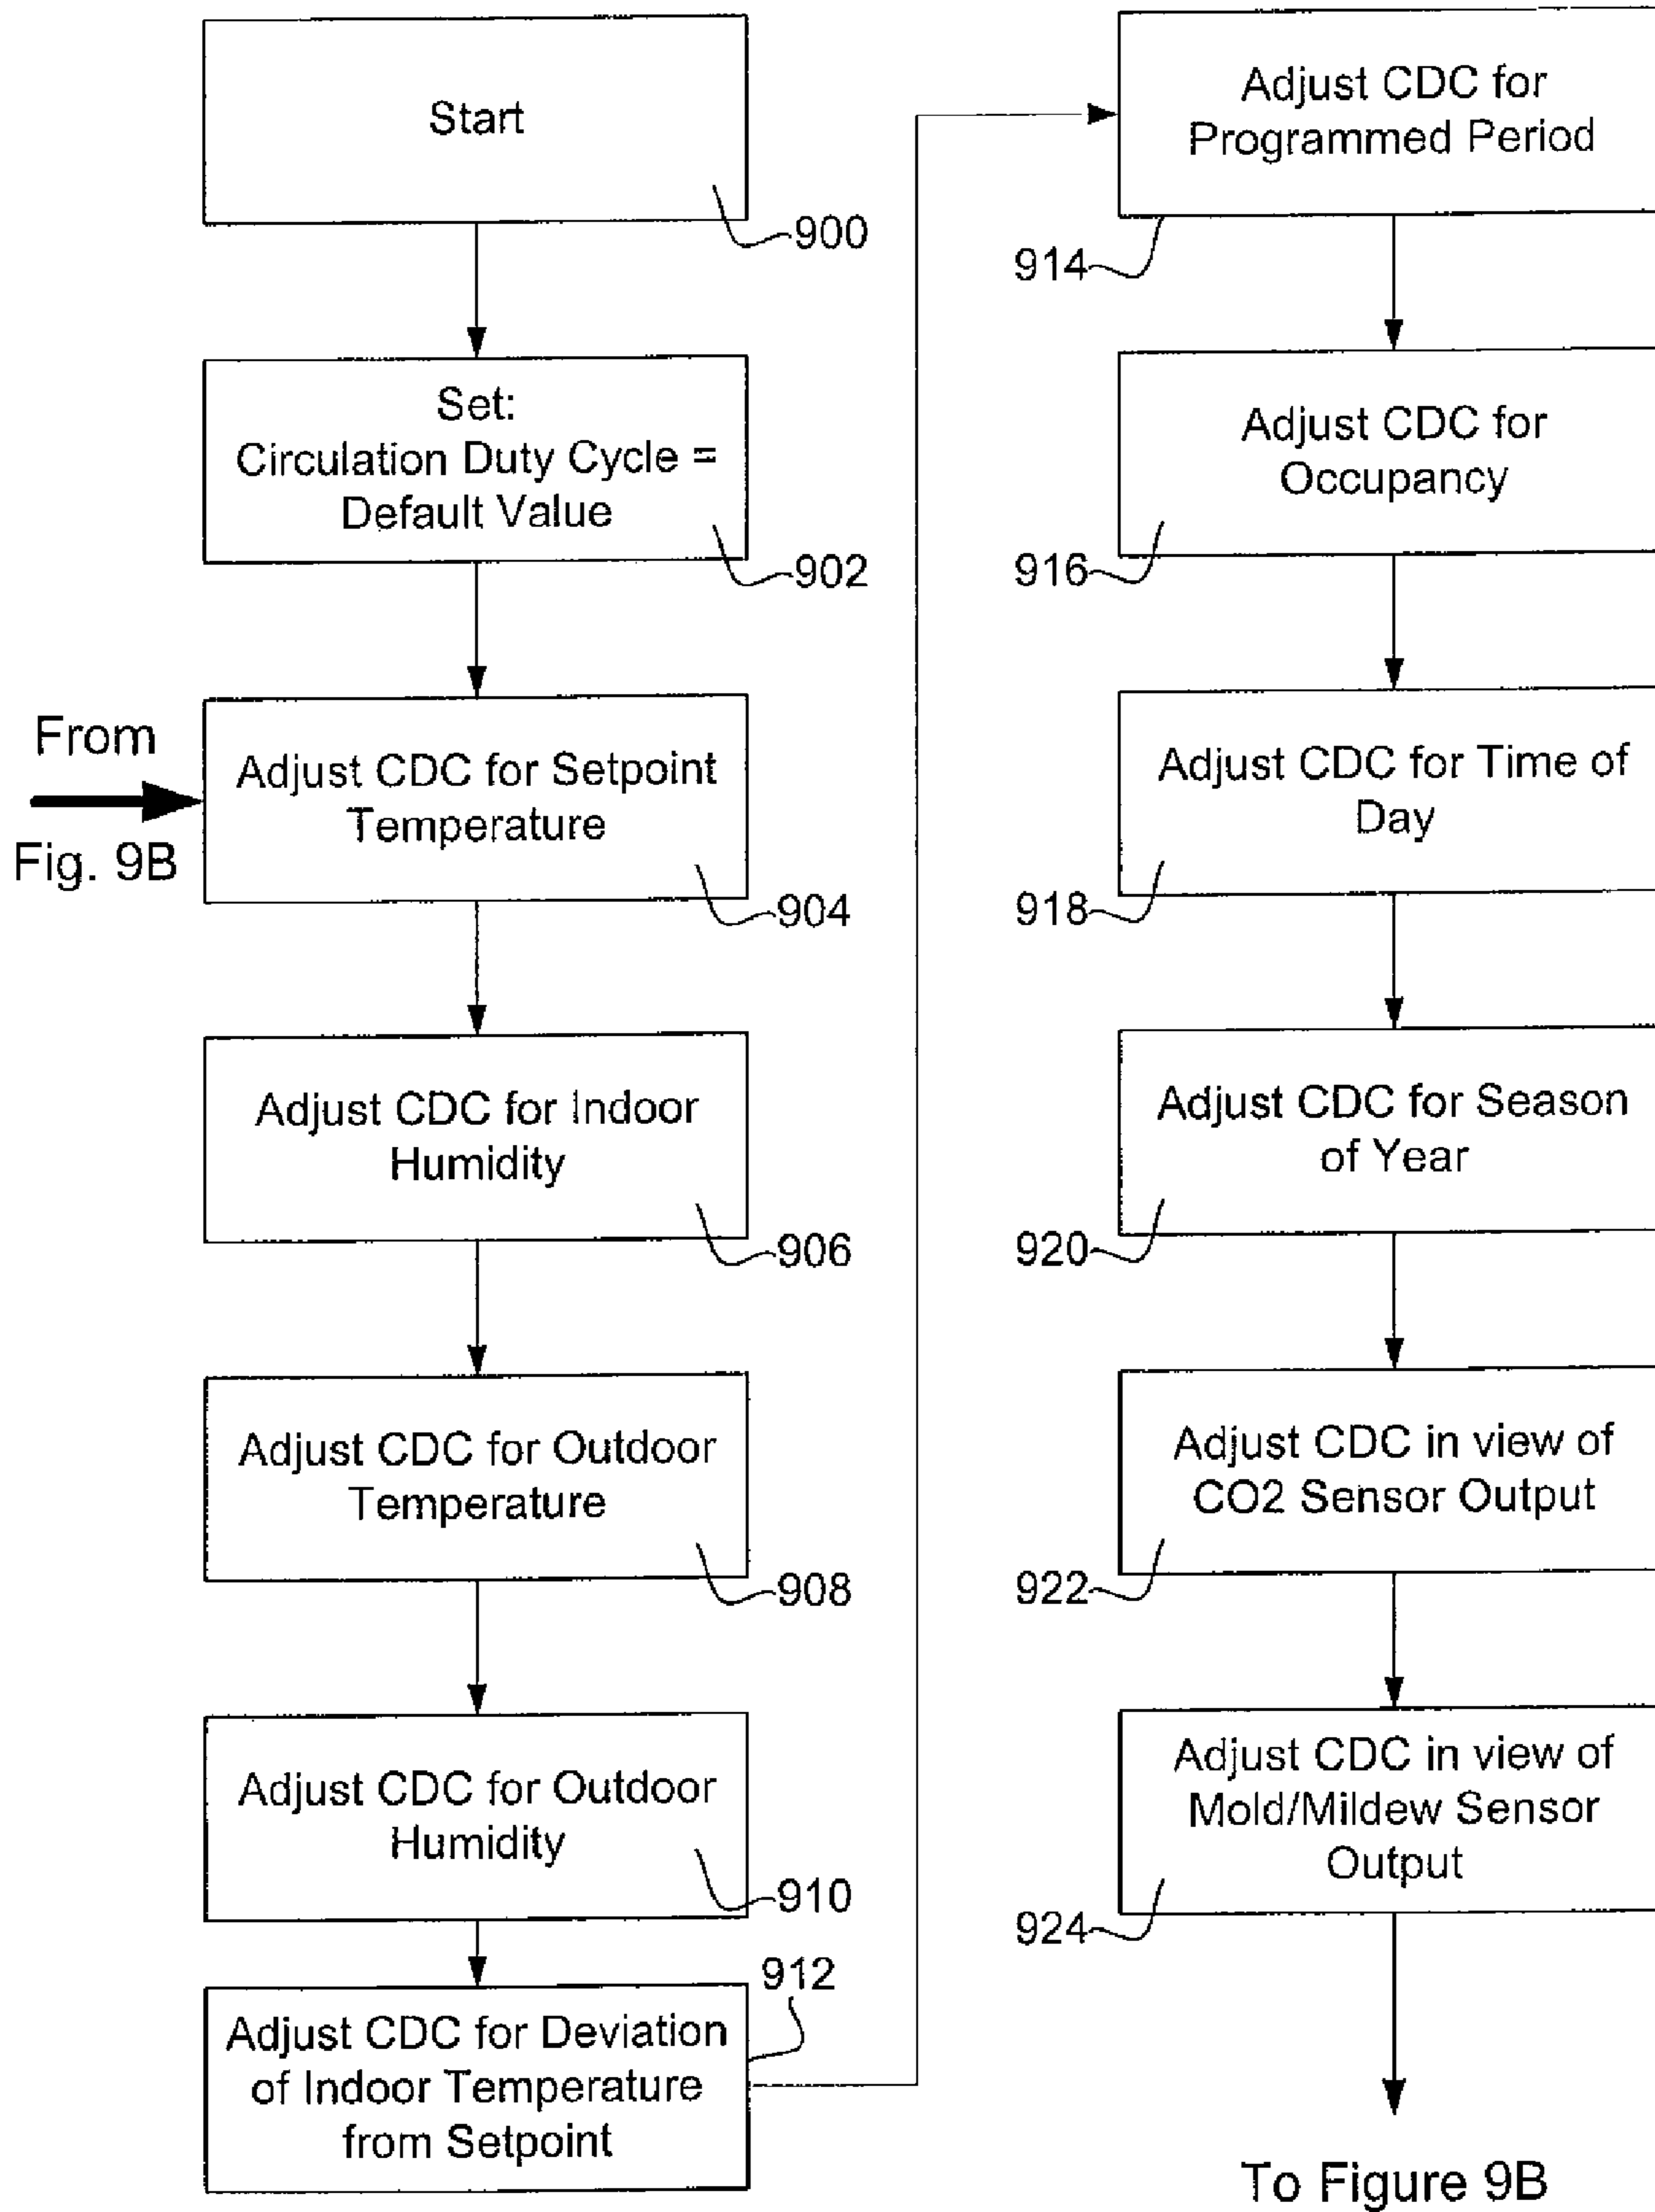 Start
900
Set:
Circulation Duty Cycle =
Default Value
902
From
Fig. 9B
Adjust CDC for Setpoint
Temperature
904
Adjust CDC for Indoor
Humidity
906
Adjust CDC for Outdoor
Temperature
908
Adjust CDC for Outdoor
Humidity
910
912
Adjust CDC for Deviation
of Indoor Temperature
from Setpoint
Adjust CDC for
Programmed Period
914
Adjust CDC for
Occupancy
916
Adjust CDC for Time of
Day
918
Adjust CDC for Season
of Year
920
Adjust CDC in view of
CO2 Sensor Output
922
Adjust CDC in view of
Mold/Mildew Sensor
Output
924
To Figure 9B